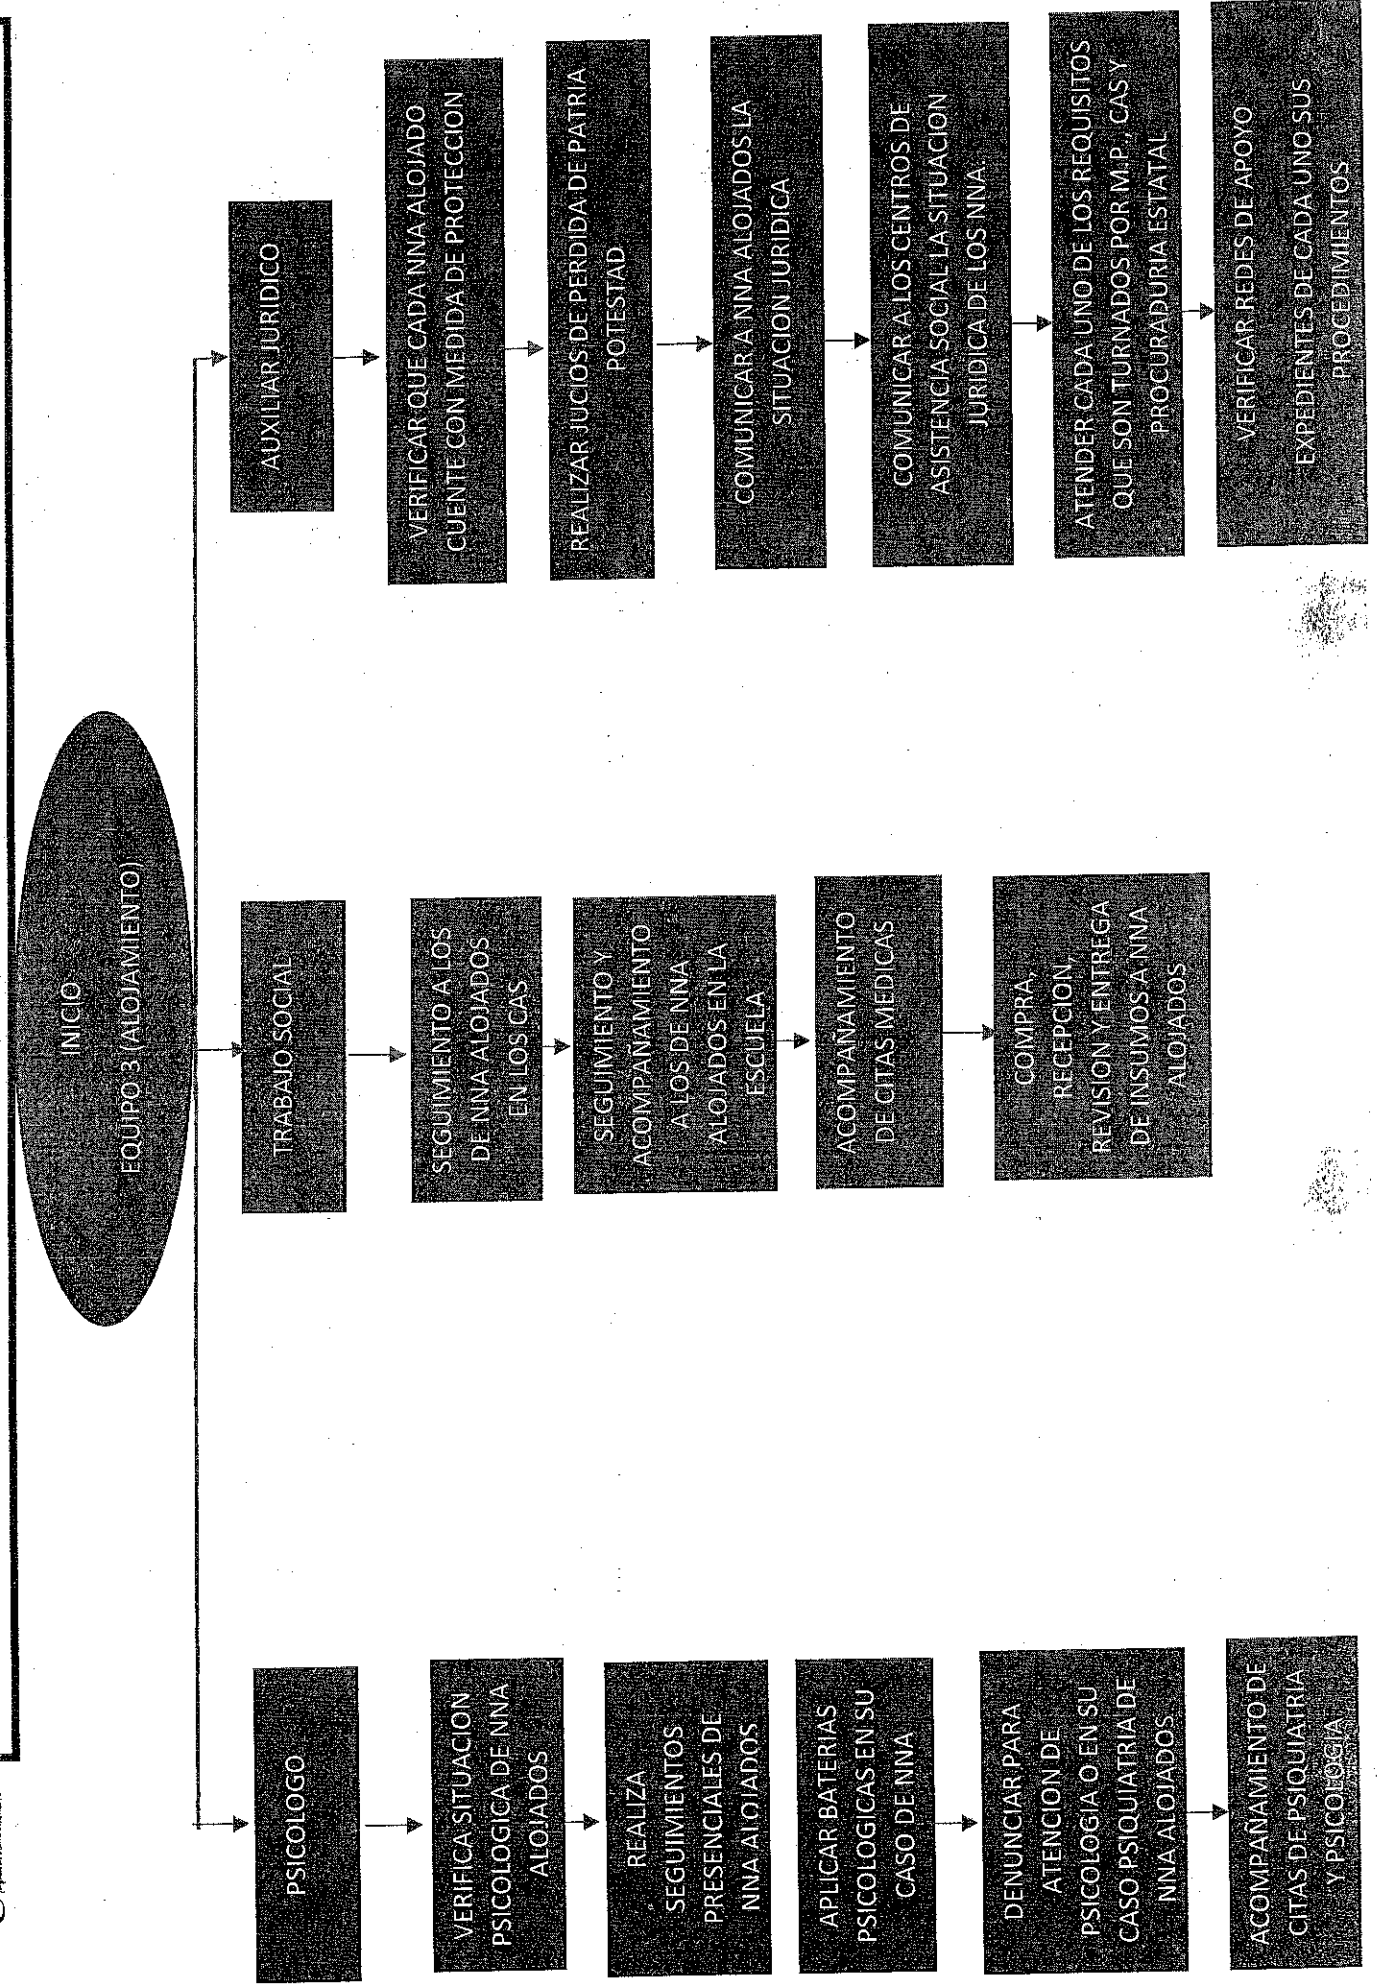 INICIO
EQUIPO 3 (ALOJAMIENTO)
PSICOLOGO
VERIFICA SITUACION
PSICOLOGICA DE NNA
ALOJADOS
REALIZA
SEGUIMIENTOS
PRESENCIALES DE
NNA ALOJADOS
APLICAR BATERIAS
PSICOLOGICAS EN SU
CASO DE NNA
DENUNCIAR PARA
ATENCION DE
PSICOLOGIA O EN SU
CASO PSIQUATRIA DE
NNA ALOJADOS
ACOMPAÑAMIENTO DE
CITAS DE PSIQUIATRIA
Y PSICOLOGIA
TRABAJO SOCIAL
SEGUIMIENTO A LOS
DE NNA ALOJADOS
EN LOS CAS
SEGUIMIENTO Y
ACOMPAÑAMIENTO
A LOS DE NNA
ALOJADOS EN LA
ESCUELA
ACOMPAÑAMIENTO
DE CITAS MEDICAS
COMPRA,
RECEPCION,
REVISION Y ENTREGA
DE INSUMOS A NNA
ALOJADOS
AUXILIAR JURIDICO
VERIFICAR QUE CADA NNA ALOJADO
CUENTE CON MEDIDA DE PROTECCION
REALIZAR JUCIOS DE PERDIDA DE PATRIA
POTESTAD
COMUNICAR A NNA ALOJADOS LA
SITUACION JURIDICA
COMUNICAR A LOS CENTROS DE
ASISTENCIA SOCIAL LA SITUACION
JURIDICA DE LOS NNA.
ATENDER CADA UNO DE LOS REQUISITOS
QUE SON TURNADOS POR M.P., CAS Y
PROCURADURIA ESTATAL
VERIFICAR REDES DE APOYO
EXPEDIENTES DE CADA UNO SUS
PROCEDIMIENTOS